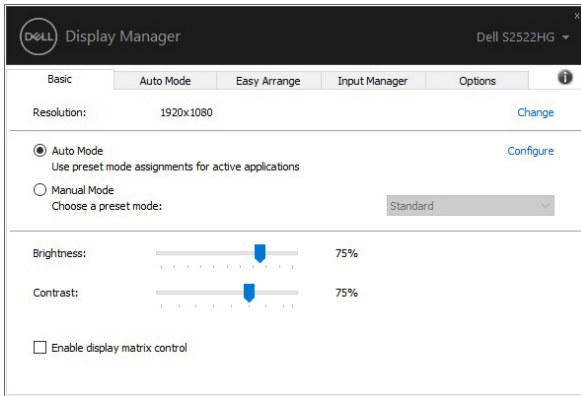 DELL Display Manager Dell S2522HG
Basic Auto Mode Easy Arrange Input Manager Options
Resolution: 1920x1080 Change
Auto Mode Configure
Use preset mode assignments for active applications
Manual Mode
Choose a preset mode: Standard
Brightness: 75%
Contrast: 75%
Enable display matrix control